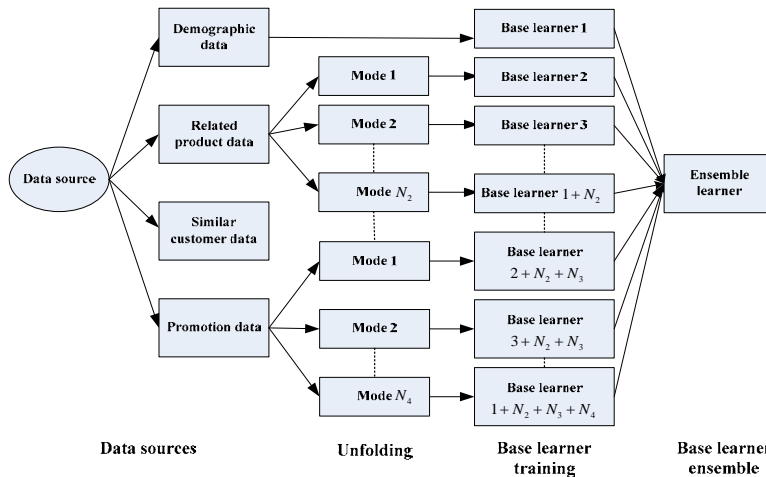 Data source
Demographic
data
Related
product data
Similar
customer data
Promotion data
Mode 1
Mode 2
Mode N₂
Mode 1
Mode 2
Mode N₄
Base learner 1
Base learner 2
Base learner 3
Base learner 1 + N₂
Base learner
2 + N₂ + N₃
Base learner
3 + N₂ + N₃
Base learner
1 + N₂ + N₃ + N₄
Ensemble
learner
Data sources
Unfolding
Base learner
training
Base learner
ensemble